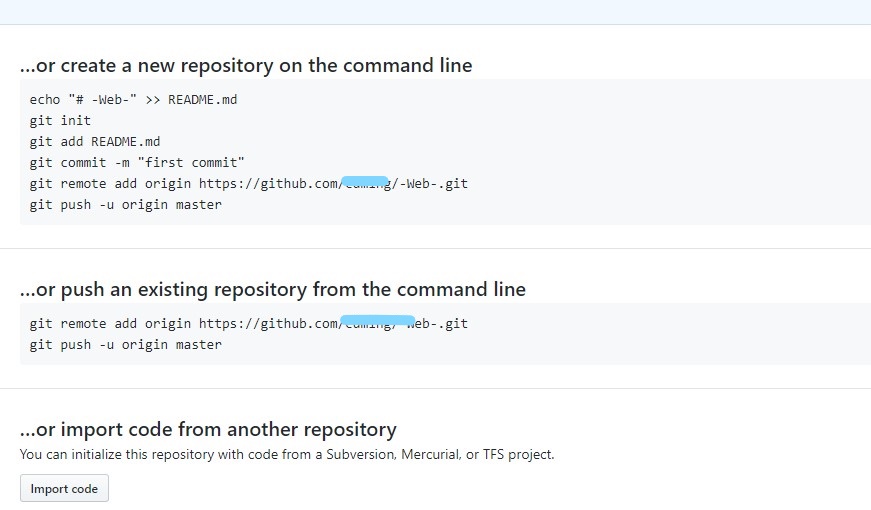 ...or create a new repository on the command line
echo "# -Web-" >> README.md
git init
git add README.md
git commit -m "first commit"
git remote add origin https://github.com/ /-Web-.git
git push -u origin master
...or push an existing repository from the command line
git remote add origin https://github.com/ eb-.git
git push -u origin master
...or import code from another repository
You can initialize this repository with code from a Subversion, Mercurial, or TFS project.
Import code